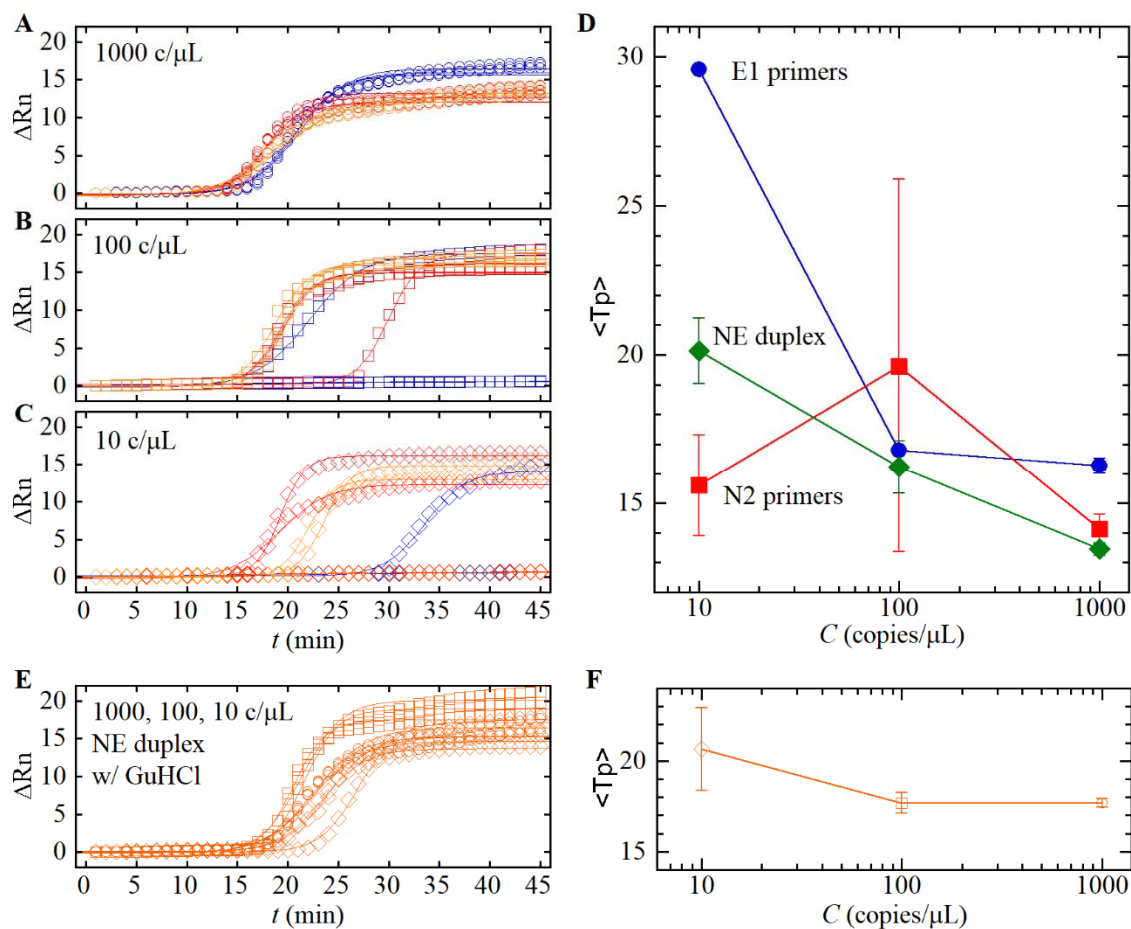 A
1000 c/μL
ΔRn
20
15
10
5
0
B
100 c/μL
ΔRn
20
15
10
5
0
C
10 c/μL
ΔRn
20
15
10
5
0
0 5 10 15 20 25 30 35 40 45
t (min)
D
10 100 1000
<Tp>
30
25
20
15
E1 primers
NE duplex
N2 primers
10 100 1000
C (copies/μL)
E
1000, 100, 10 c/μL
NE duplex
w/ GuHCl
ΔRn
20
15
10
5
0
0 5 10 15 20 25 30 35 40 45
t (min)
F
<Tp>
20
15
10 100 1000
C (copies/μL)